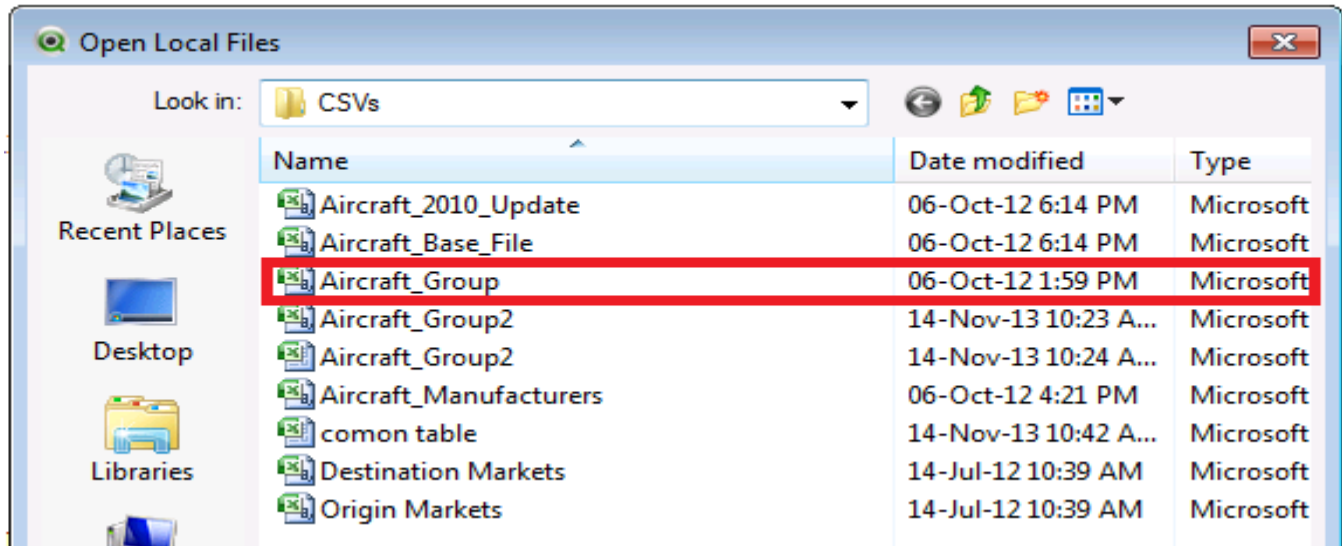 Open Local Files
Look in: CSVs
Name Date modified Type
Aircraft_2010_Update 06-Oct-12 6:14 PM Microsoft
Aircraft_Base_File 06-Oct-12 6:14 PM Microsoft
Aircraft_Group 06-Oct-12 1:59 PM Microsoft
Aircraft_Group2 14-Nov-13 10:23 A...  Microsoft
Aircraft_Group2 14-Nov-13 10:24 A...  Microsoft
Aircraft_Manufacturers 06-Oct-12 4:21 PM Microsoft
comon table 14-Nov-13 10:42 A...  Microsoft
Destination Markets 14-Jul-12 10:39 AM Microsoft
Origin Markets 14-Jul-12 10:39 AM Microsoft
Recent Places
Desktop
Libraries